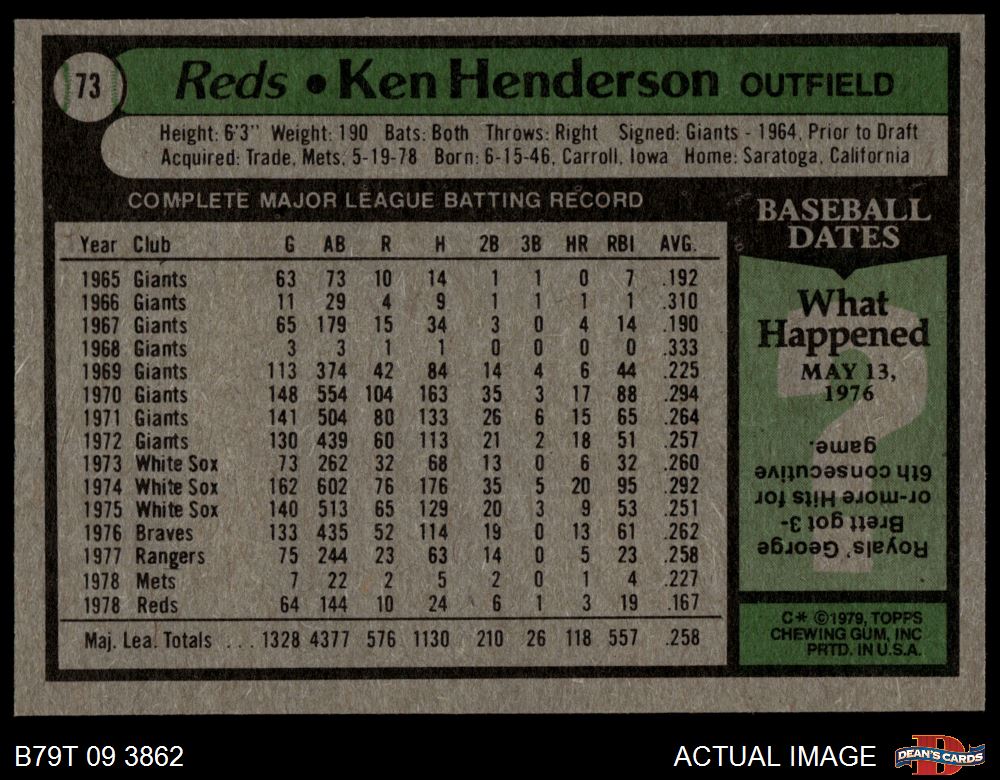 73
Reds • Ken Henderson OUTFIELD
Height: 6'3" Weight: 190 Bats: Both Throws: Right Signed: Giants - 1964, Prior to Draft
Acquired: Trade, Mets, 5-19-78 Born: 6-15-46, Carroll, Iowa Home: Saratoga, California
COMPLETE MAJOR LEAGUE BATTING RECORD
Year Club G AB R H 2B 3B HR RBI AVG.
1965 Giants 63 73 10 14 1 1 0 7 .192
1966 Giants 11 29 4 9 1 1 1 1 .310
1967 Giants 65 179 15 34 3 0 4 14 .190
1968 Giants 3 3 1 1 0 0 0 0 .333
1969 Giants 113 374 42 84 14 4 6 44 .225
1970 Giants 148 554 104 163 35 3 17 88 .294
1971 Giants 141 504 80 133 26 6 15 65 .264
1972 Giants 130 439 60 113 21 2 18 51 .257
1973 White Sox 73 262 32 68 13 0 6 32 .260
1974 White Sox 162 602 76 176 35 5 20 95 .292
1975 White Sox 140 513 65 129 20 3 9 53 .251
1976 Braves 133 435 52 114 19 0 13 61 .262
1977 Rangers 75 244 23 63 14 0 5 23 .258
1978 Mets 7 22 2 5 2 0 1 4 .227
1978 Reds 64 144 10 24 6 1 3 19 .167
Maj. Lea. Totals . . . 1328 4377 576 1130 210 26 118 557 .258
BASEBALL
DATES
What
Happened
MAY 13,
1976
Royals' George
Brett got 3-
or-more Hits for
6th consecutive
game.
C* ©1979, TOPPS
CHEWING GUM, INC
PRTD. IN U.S.A.
B79T 09 3862
ACTUAL IMAGE
D
DEAN'S CARDS